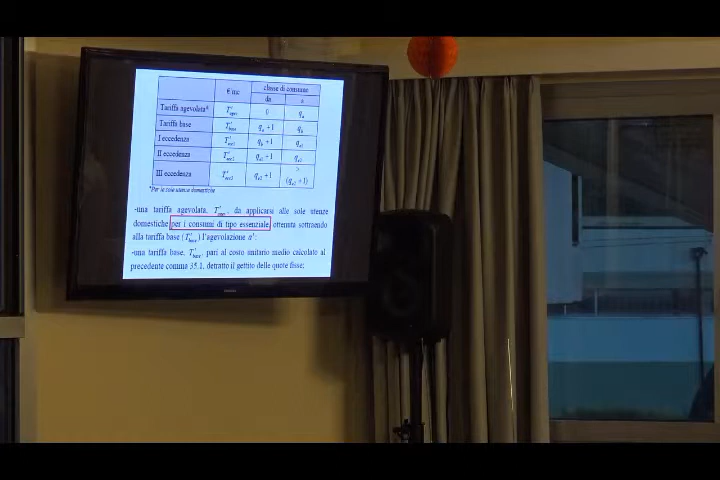 €/mc classe di consumo
da a
Tariffa agevolata*
0
Tariffa base
I eccedenza
II eccedenza
III eccedenza
*Per le sole utenze domestiche
-una tariffa agevolata, da applicarsi alle sole utenze
domestiche per i consumi di tipo essenziale, ottenuta sottraendo
alla tariffa base ( ) l'agevolazione
-una tariffa base, pari al costo unitario medio calcolato al
precedente comma 35.1, detratto il gettito delle quote fisse;